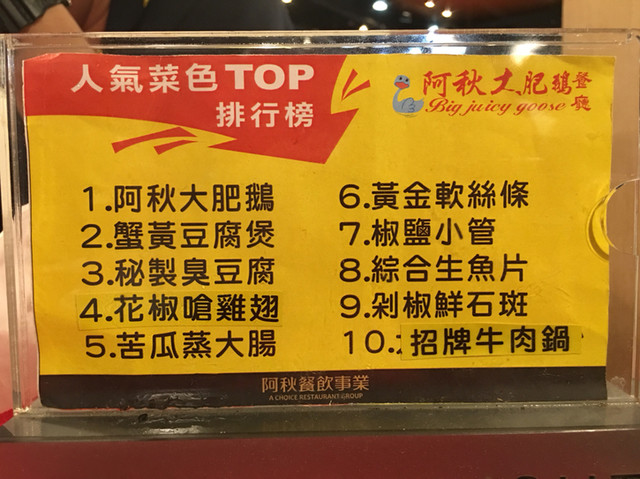 人氣菜色TOP
排行榜
阿秋大肥鵝餐廳
Big juicy goose
1.阿秋大肥鵝
2.蟹黃豆腐煲
3.秘製臭豆腐
4.花椒嗆雞翅
5.苦瓜蒸大腸
6.黃金軟絲條
7.椒鹽小管
8.綜合生魚片
9.剁椒鮮石斑
10.招牌牛肉鍋
阿秋餐飲事業
A CHOICE RESTAURANT GROUP